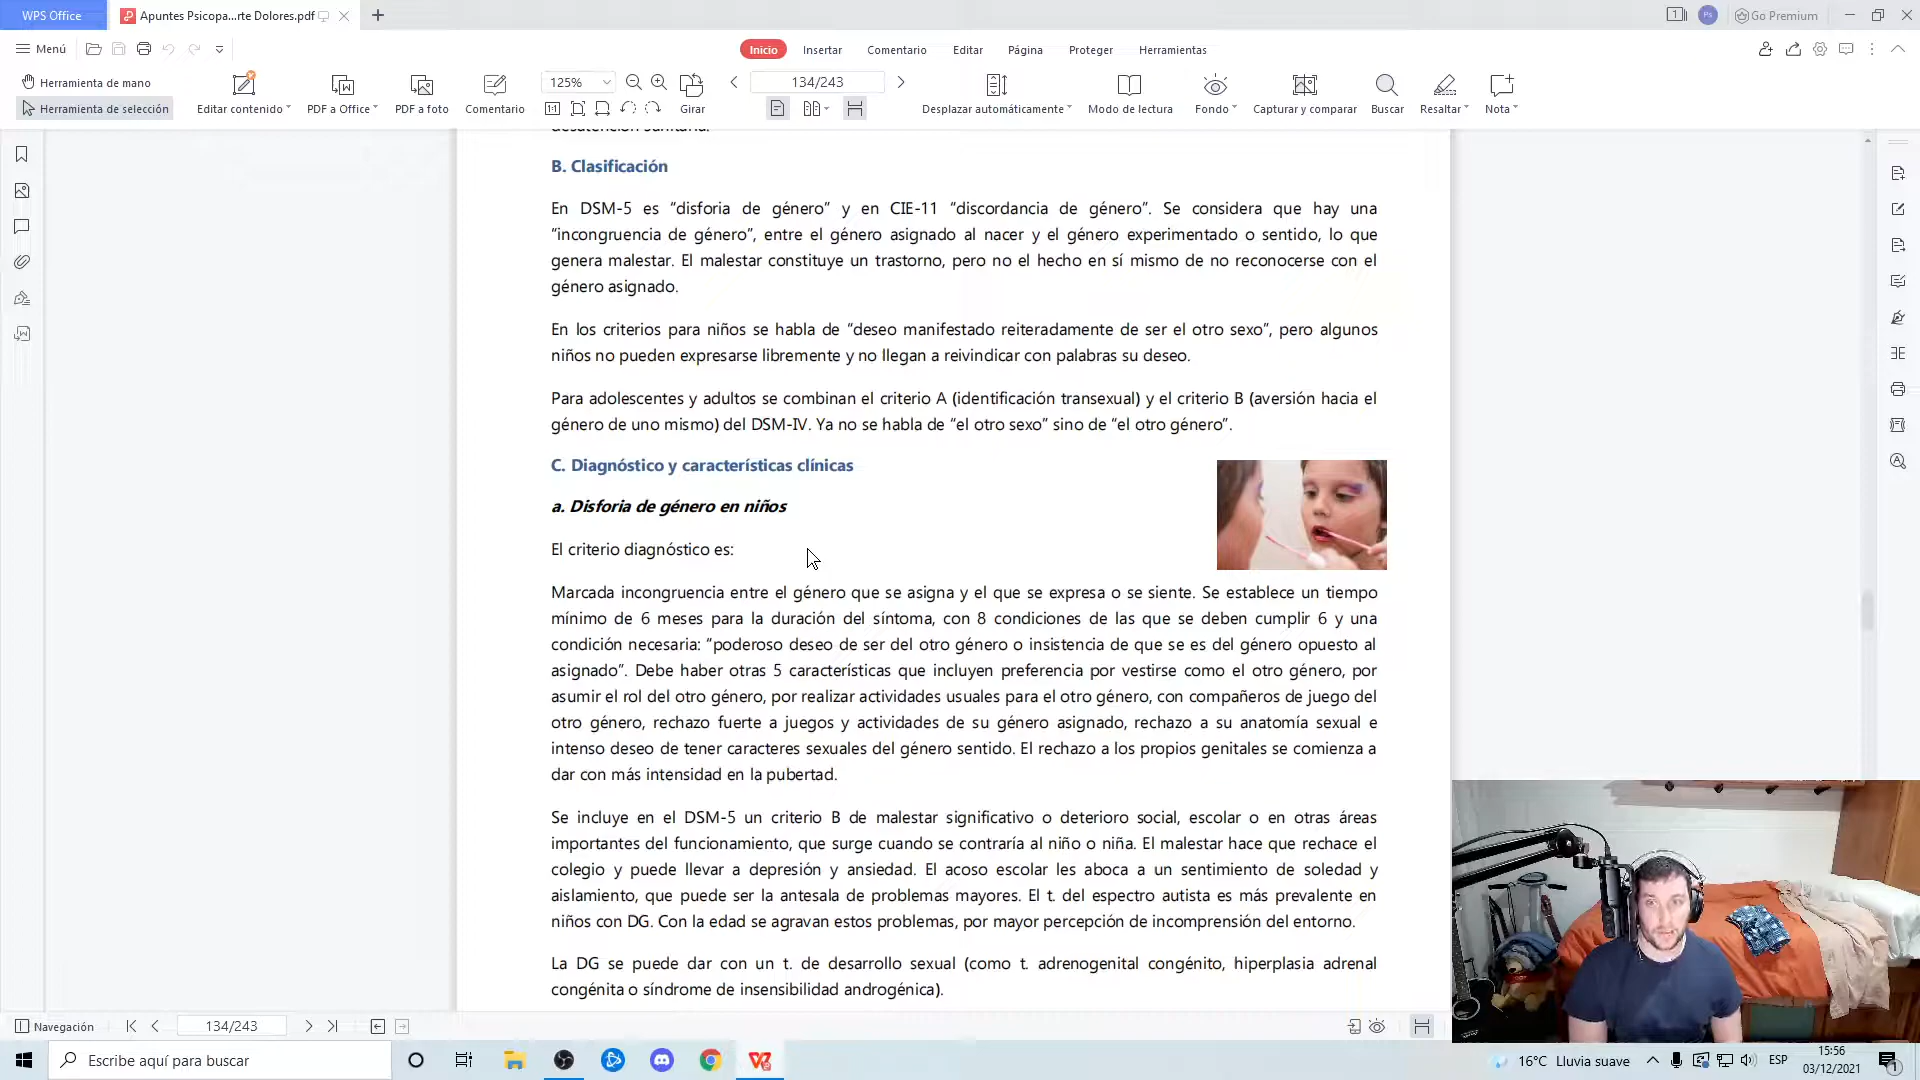 WPS Office
Apuntes Psicopa...rte Dolores.pdf
1
Ps
Go Premium
Menú
Inicio
Insertar
Comentario
Editar
Página
Proteger
Herramientas
Herramienta de mano
Herramienta de selección
Editar contenido
PDF a Office
PDF a foto
Comentario
125%
Girar
134/243
Desplazar automáticamente
Modo de lectura
Fondo
Capturar y comparar
Buscar
Resaltar
Nota
desatención sanitaria.
B. Clasificación
En DSM-5 es “disforia de género” y en CIE-11 “discordancia de género”. Se considera que hay una
“incongruencia de género”, entre el género asignado al nacer y el género experimentado o sentido, lo que
genera malestar. El malestar constituye un trastorno, pero no el hecho en sí mismo de no reconocerse con el
género asignado.
En los criterios para niños se habla de “deseo manifestado reiteradamente de ser el otro sexo”, pero algunos
niños no pueden expresarse libremente y no llegan a reivindicar con palabras su deseo.
Para adolescentes y adultos se combinan el criterio A (identificación transexual) y el criterio B (aversión hacia el
género de uno mismo) del DSM-IV. Ya no se habla de “el otro sexo” sino de “el otro género”.
C. Diagnóstico y características clínicas
a. Disforia de género en niños
El criterio diagnóstico es:
Marcada incongruencia entre el género que se asigna y el que se expresa o se siente. Se establece un tiempo
mínimo de 6 meses para la duración del síntoma, con 8 condiciones de las que se deben cumplir 6 y una
condición necesaria: “poderoso deseo de ser del otro género o insistencia de que se es del género opuesto al
asignado”. Debe haber otras 5 características que incluyen preferencia por vestirse como el otro género, por
asumir el rol del otro género, por realizar actividades usuales para el otro género, con compañeros de juego del
otro género, rechazo fuerte a juegos y actividades de su género asignado, rechazo a su anatomía sexual e
intenso deseo de tener caracteres sexuales del género sentido. El rechazo a los propios genitales se comienza a
dar con más intensidad en la pubertad.
Se incluye en el DSM-5 un criterio B de malestar significativo o deterioro social, escolar o en otras áreas
importantes del funcionamiento, que surge cuando se contraría al niño o niña. El malestar hace que rechace el
colegio y puede llevar a depresión y ansiedad. El acoso escolar les aboca a un sentimiento de soledad y
aislamiento, que puede ser la antesala de problemas mayores. El t. del espectro autista es más prevalente en
niños con DG. Con la edad se agravan estos problemas, por mayor percepción de incomprensión del entorno.
La DG se puede dar con un t. de desarrollo sexual (como t. adrenogenital congénito, hiperplasia adrenal
congénita o síndrome de insensibilidad androgénica).
Navegación
134/243
Escribe aquí para buscar
16°C Lluvia suave
ESP
15:56
03/12/2021
1